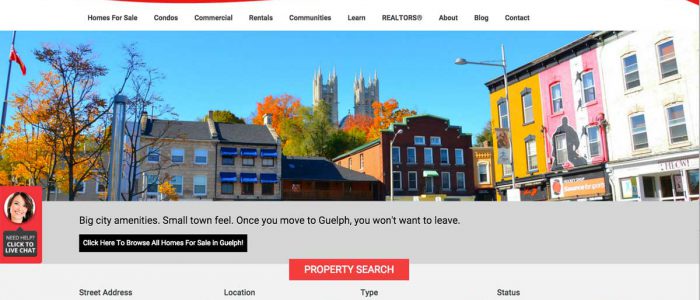 Homes For Sale Condos Commercial Rentals Communities Learn REALTORS® About Blog Contact
Big city amenities. Small town feel. Once you move to Guelph, you won't want to leave.
NEED HELP?
CLICK TO
LIVE CHAT
Click Here To Browse All Homes For Sale in Guelph!
PROPERTY SEARCH
Street Address Location Type Status